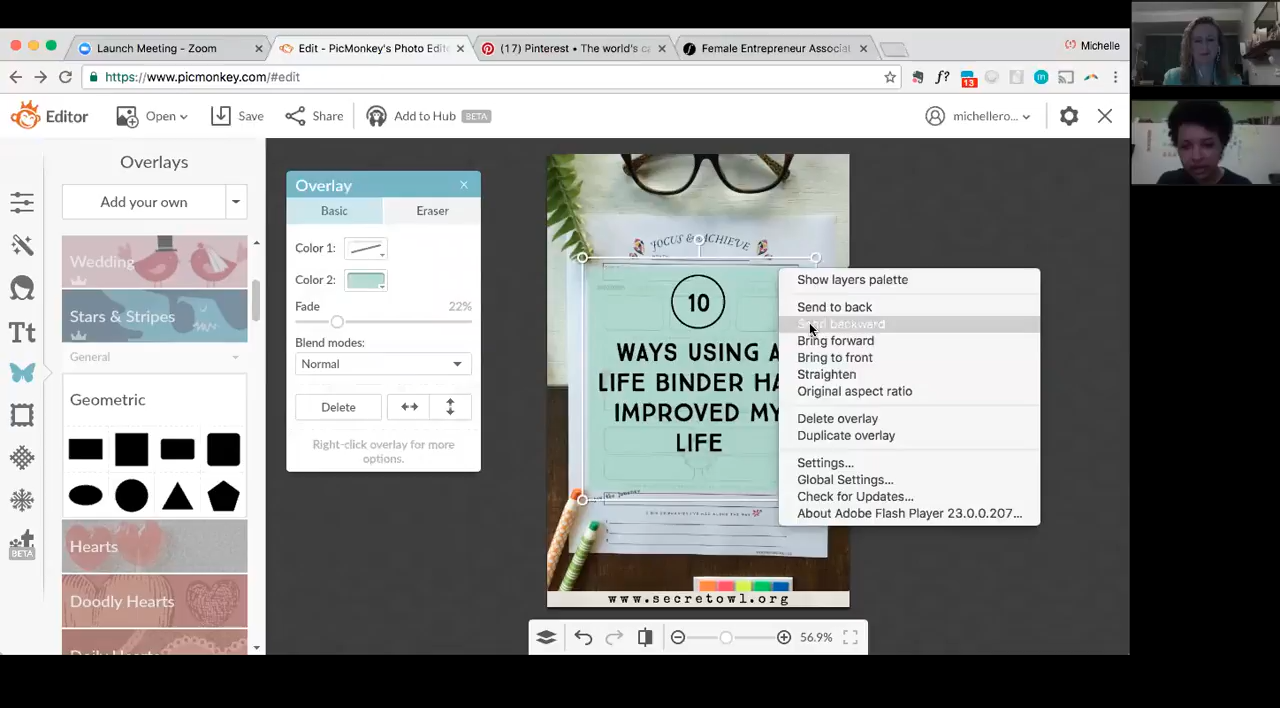 Launch Meeting - Zoom
Edit - PicMonkey's Photo Edit
(17) Pinterest • The world's ca
Female Entrepreneur Associat
Michelle
https://www.picmonkey.com/#edit
f?
13
m
Editor
Open
Save
Share
Add to Hub BETA
michellero...
Overlays
Add your own
Wedding
Stars & Stripes
General
Geometric
Hearts
Doodly Hearts
Tt
BETA
Overlay
X
Basic
Eraser
Color 1:
Color 2:
Fade
22%
Blend modes:
Normal
Delete
Right-click overlay for more
options.
FOCUS & ACHIEVE
10
WAYS USING A
LIFE BINDER HA
IMPROVED MY
LIFE
www.secretowl.org
Show layers palette
Send to back
Send backward
Bring forward
Bring to front
Straighten
Original aspect ratio
Delete overlay
Duplicate overlay
Settings...
Global Settings...
Check for Updates...
About Adobe Flash Player 23.0.0.207...
56.9%